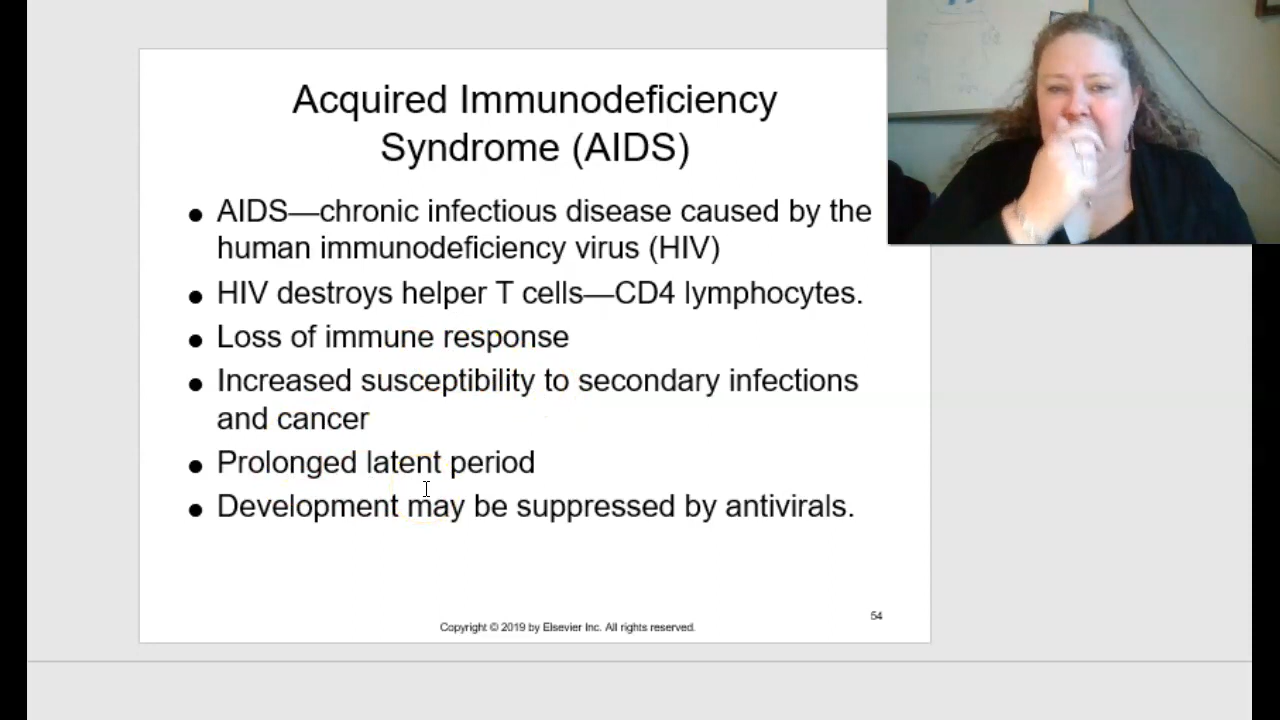 Acquired Immunodeficiency
Syndrome (AIDS)
● AIDS—chronic infectious disease caused by the
human immunodeficiency virus (HIV)
● HIV destroys helper T cells—CD4 lymphocytes.
● Loss of immune response
● Increased susceptibility to secondary infections
and cancer
● Prolonged latent period
● Development may be suppressed by antivirals.
54
Copyright © 2019 by Elsevier Inc. All rights reserved.